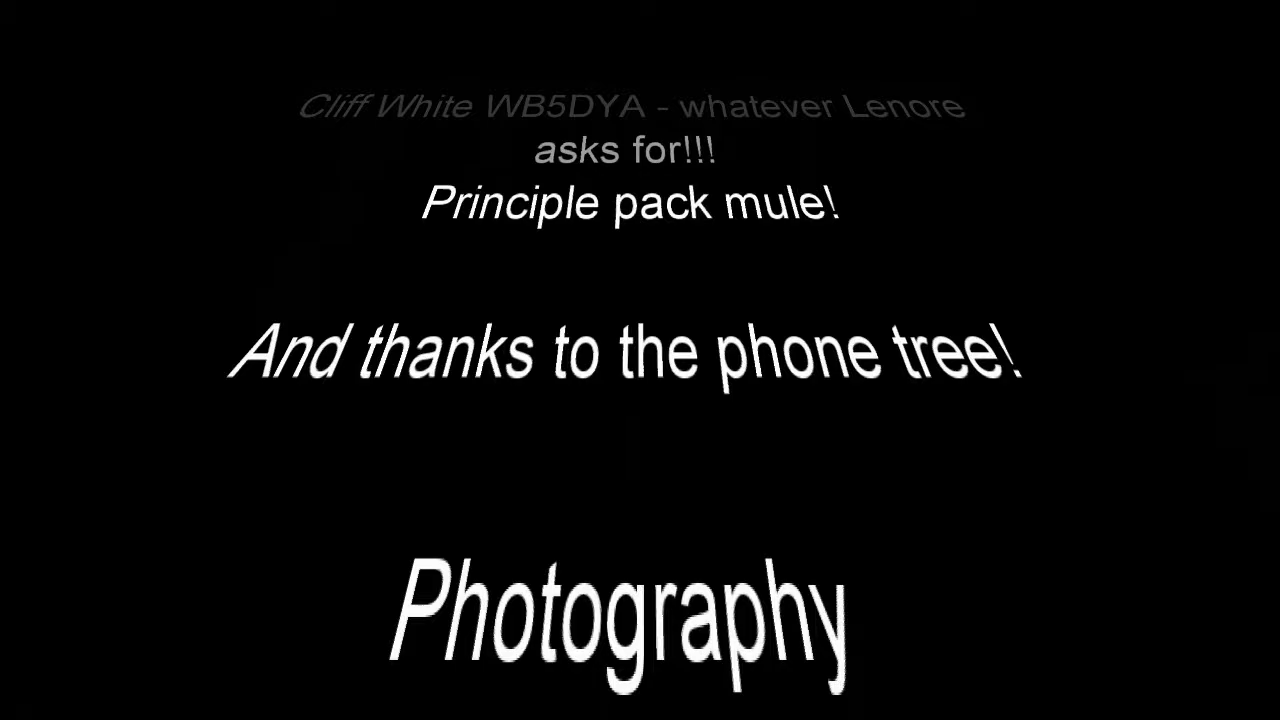 Cliff White WB5DYA - whatever Lenore
asks for!!!
Principle pack mule!
And thanks to the phone tree!
Photography